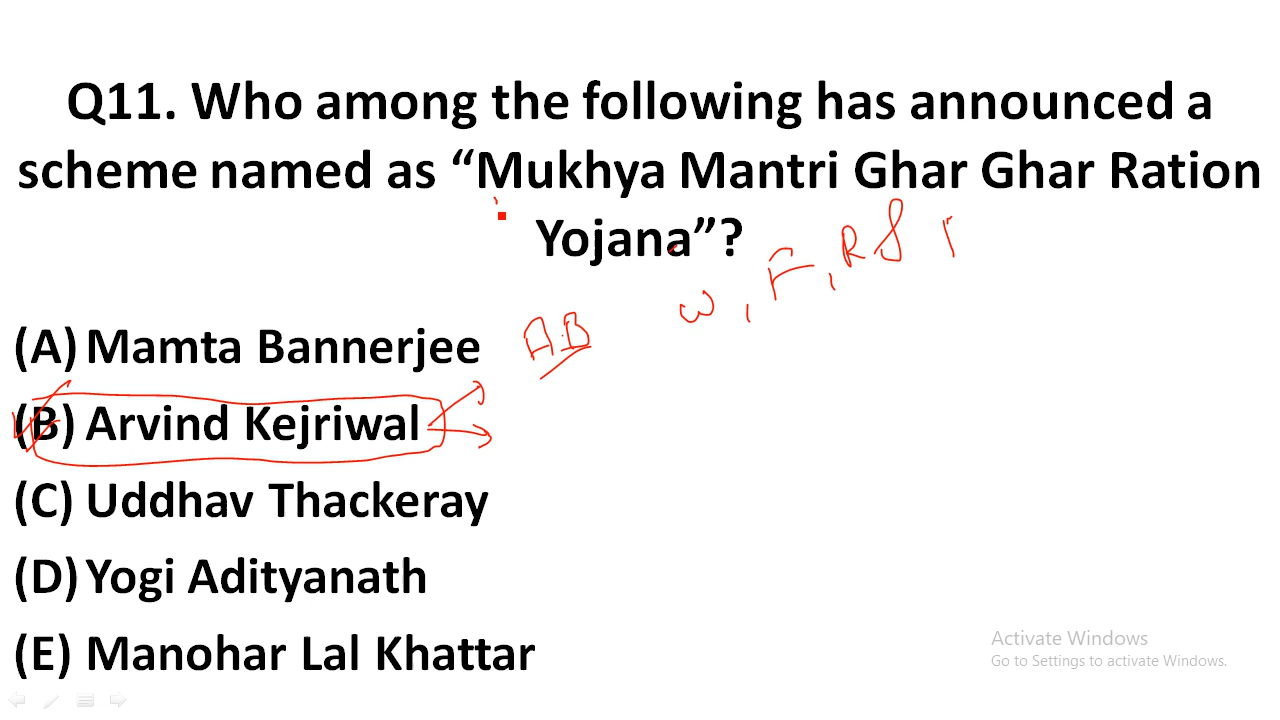 Q11. Who among the following has announced a
scheme named as “Mukhya Mantri Ghar Ghar Ration
Yojana”?
W, F, RS
(A) Mamta Bannerjee AB
(B) Arvind Kejriwal
(C) Uddhav Thackeray
(D) Yogi Adityanath
(E) Manohar Lal Khattar
Activate Windows
Go to Settings to activate Windows.